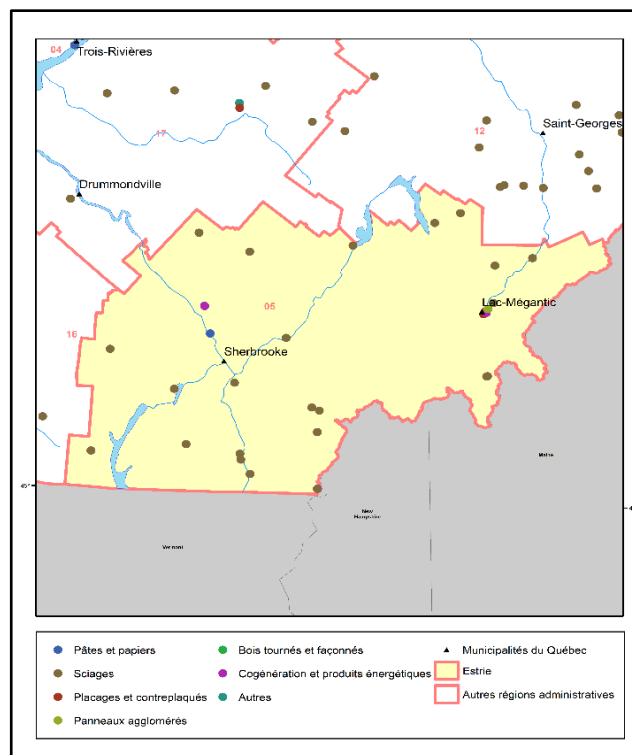 04
Trois-Rivières
17
12
Saint-Georges
Drummondville
05
Lac-Mégantic
16
Sherbrooke
Maine
45°
New
Hampshire
Vermont
Pâtes et papiers
Sciages
Placages et contreplaqués
Panneaux agglomérés
Bois tournés et façonnés
Cogénération et produits énergétiques
Autres
Municipalités du Québec
Estrie
Autres régions administratives